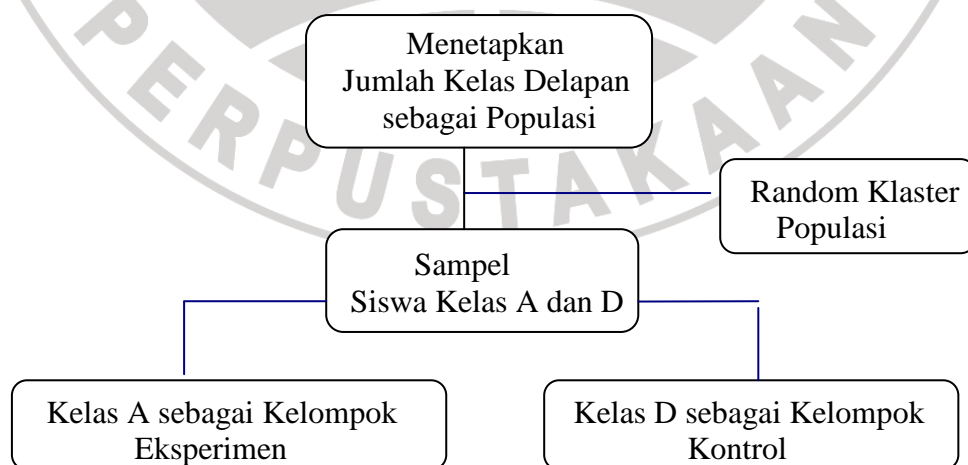 Menetapkan
Jumlah Kelas Delapan
sebagai Populasi
Random Klaster
Populasi
Sampel
Siswa Kelas A dan D
Kelas A sebagai Kelompok
Eksperimen
Kelas D sebagai Kelompok
Kontrol
PERPUSTAKAAN